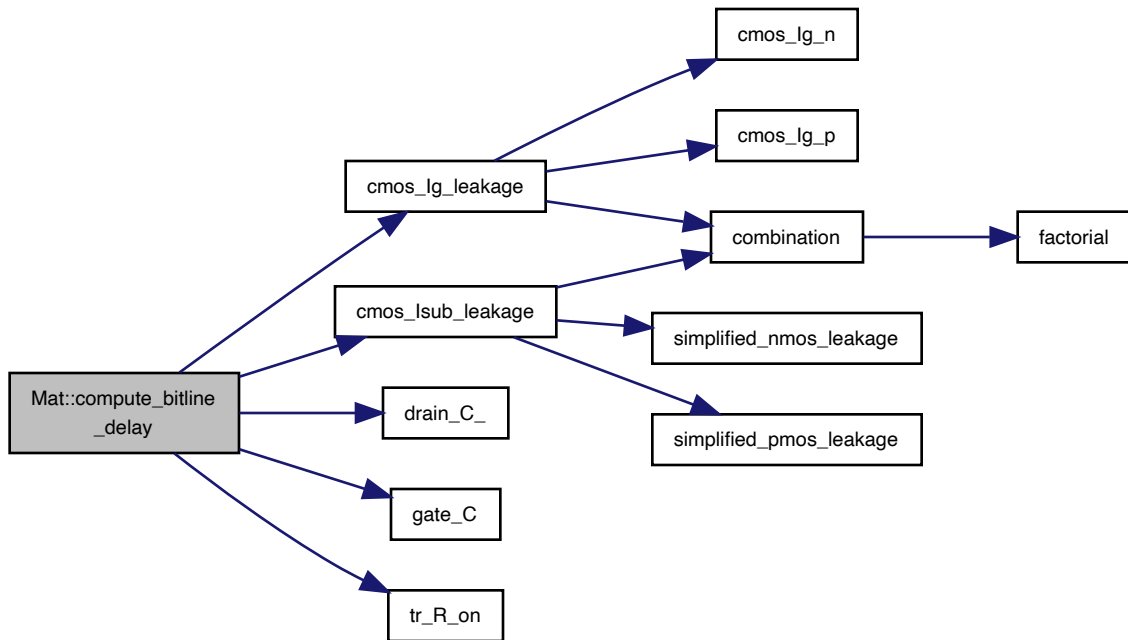 cmos_Ig_n
cmos_Ig_p
cmos_Ig_leakage
combination
factorial
cmos_Isub_leakage
simplified_nmos_leakage
Mat::compute_bitline
_delay
drain_C_
simplified_pmos_leakage
gate_C
tr_R_on